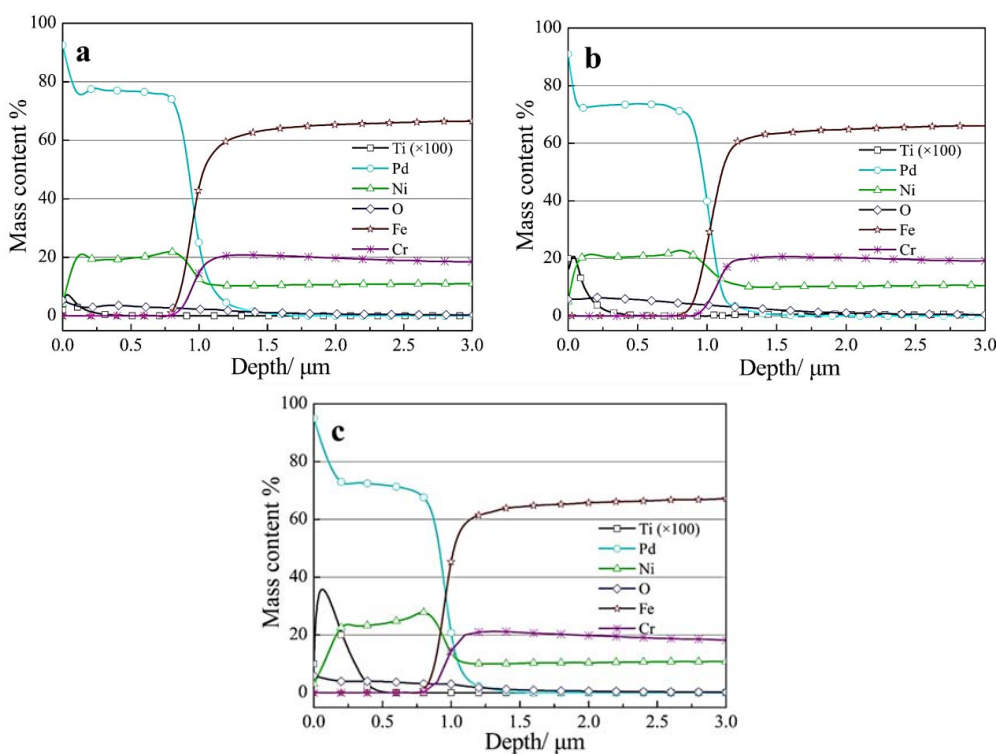 a
100
80
60
40
20
0
Mass content %
Ti (×100)
Pd
Ni
O
Fe
Cr
0.0 0.5 1.0 1.5 2.0 2.5 3.0
Depth/ μm
b
100
80
60
40
20
0
Mass content %
Ti (×100)
Pd
Ni
O
Fe
Cr
0.0 0.5 1.0 1.5 2.0 2.5 3.0
Depth/ μm
c
100
80
60
40
20
0
Mass content %
Ti (×100)
Pd
Ni
O
Fe
Cr
0.0 0.5 1.0 1.5 2.0 2.5 3.0
Depth/ μm